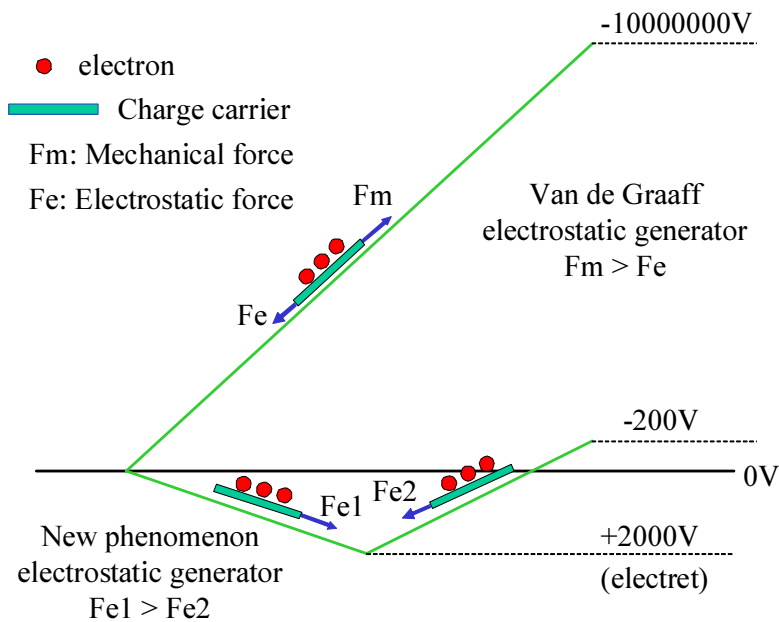 -10000000V
electron
Charge carrier
Fm: Mechanical force
Fe: Electrostatic force
Fm
Van de Graaff
electrostatic generator
Fm > Fe
Fe
-200V
0V
Fe1
Fe2
New phenomenon
electrostatic generator
Fe1 > Fe2
+2000V
(electret)